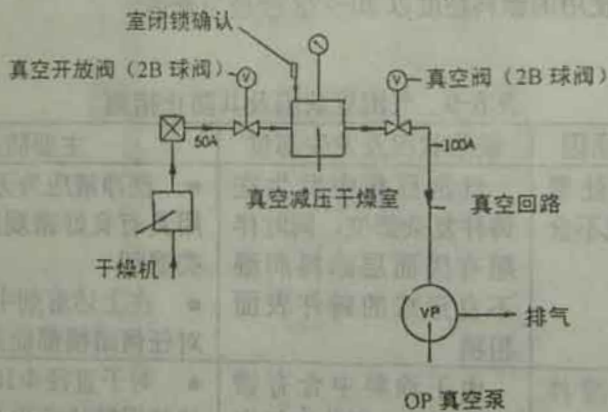 使用
室闭锁确认
真空开放阀（2B 球阀）
V
V
真空阀（2B 球阀）
50A
100A
真空减压干燥室
真空回路
干燥机
VP
排气
OP 真空泵